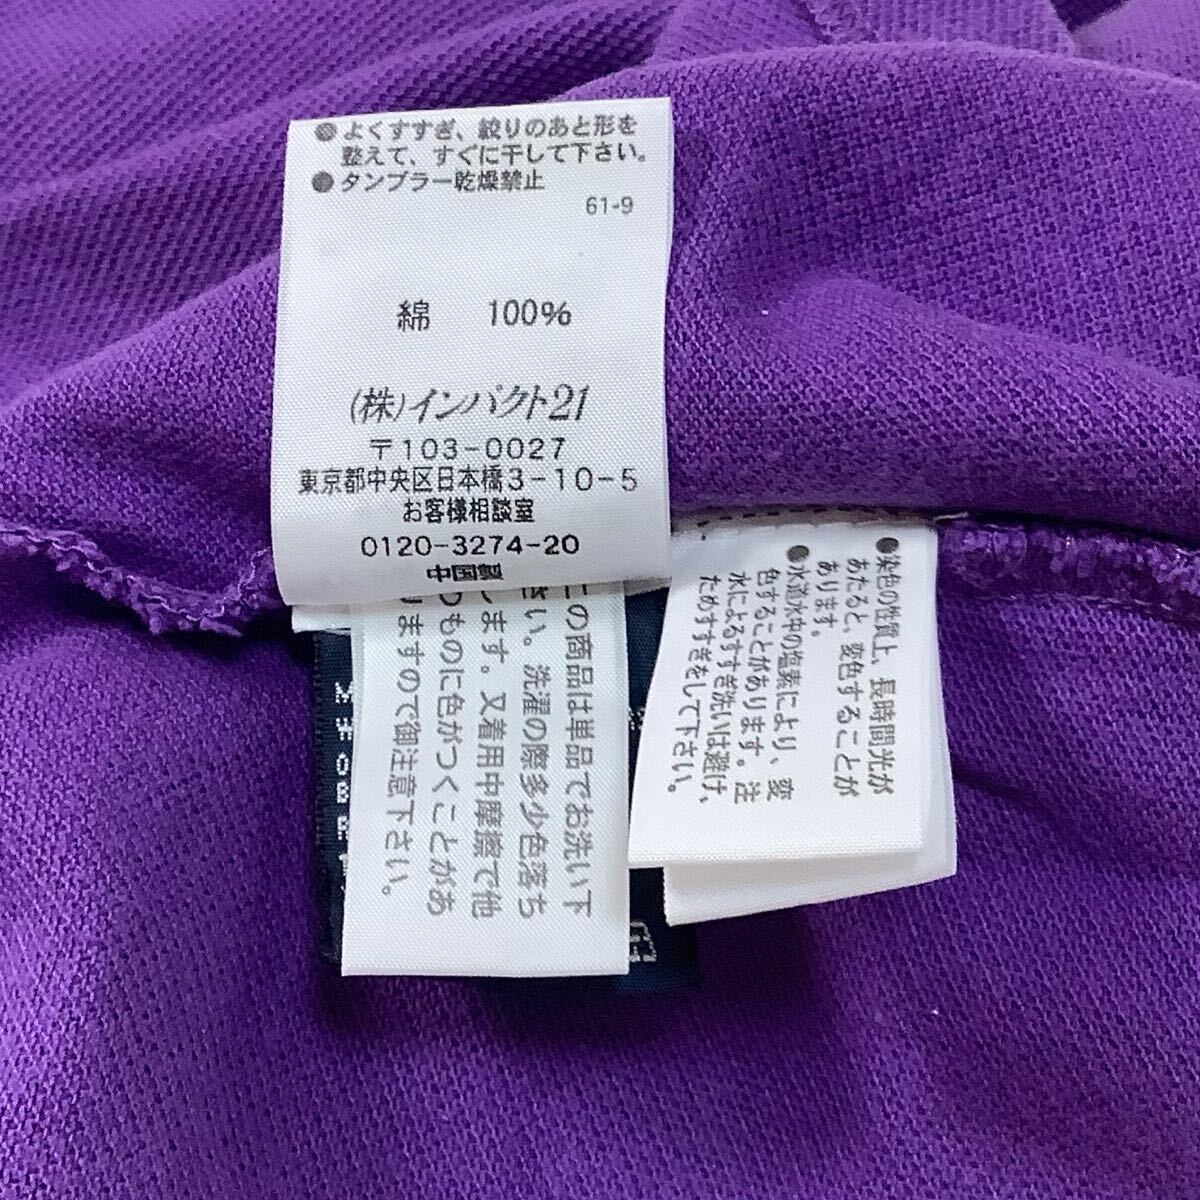 ●よくすすぎ、絞りのあと形を
整えて、すぐに干して下さい。
●タンブラー乾燥禁止
61-9
綿 100%
(株)インパクト21
〒103-0027
東京都中央区日本橋3-10-5
お客様相談室
0120-3274-20
中国製
の商品は単品でお洗い下
い。洗濯の際多少色落ち
ます。又着用中摩擦で他
ものに色がつくことがあ
りますので御注意下さい。
●染色の性質上、長時間光が
あたると、変色することが
あります。
●水道水中の塩素により、変
色することがあります。注
水によるすすぎ洗いは避け、
ためすすぎをして下さい。